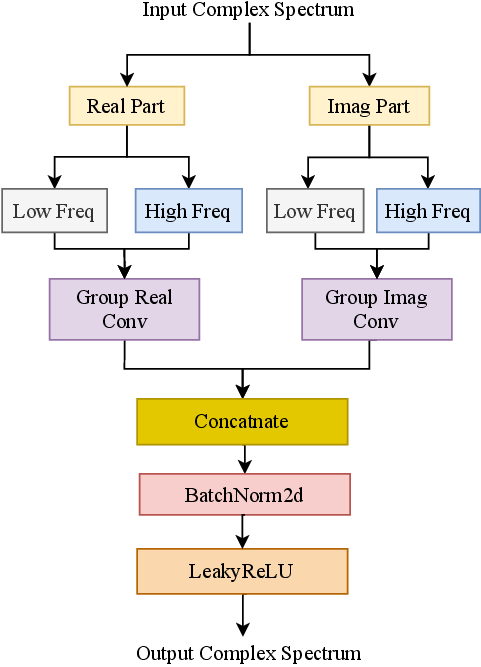 Input Complex Spectrum
Real Part
Imag Part
Low Freq
High Freq
Low Freq
High Freq
Group Real
Conv
Group Imag
Conv
Concatnate
BatchNorm2d
LeakyReLU
Output Complex Spectrum